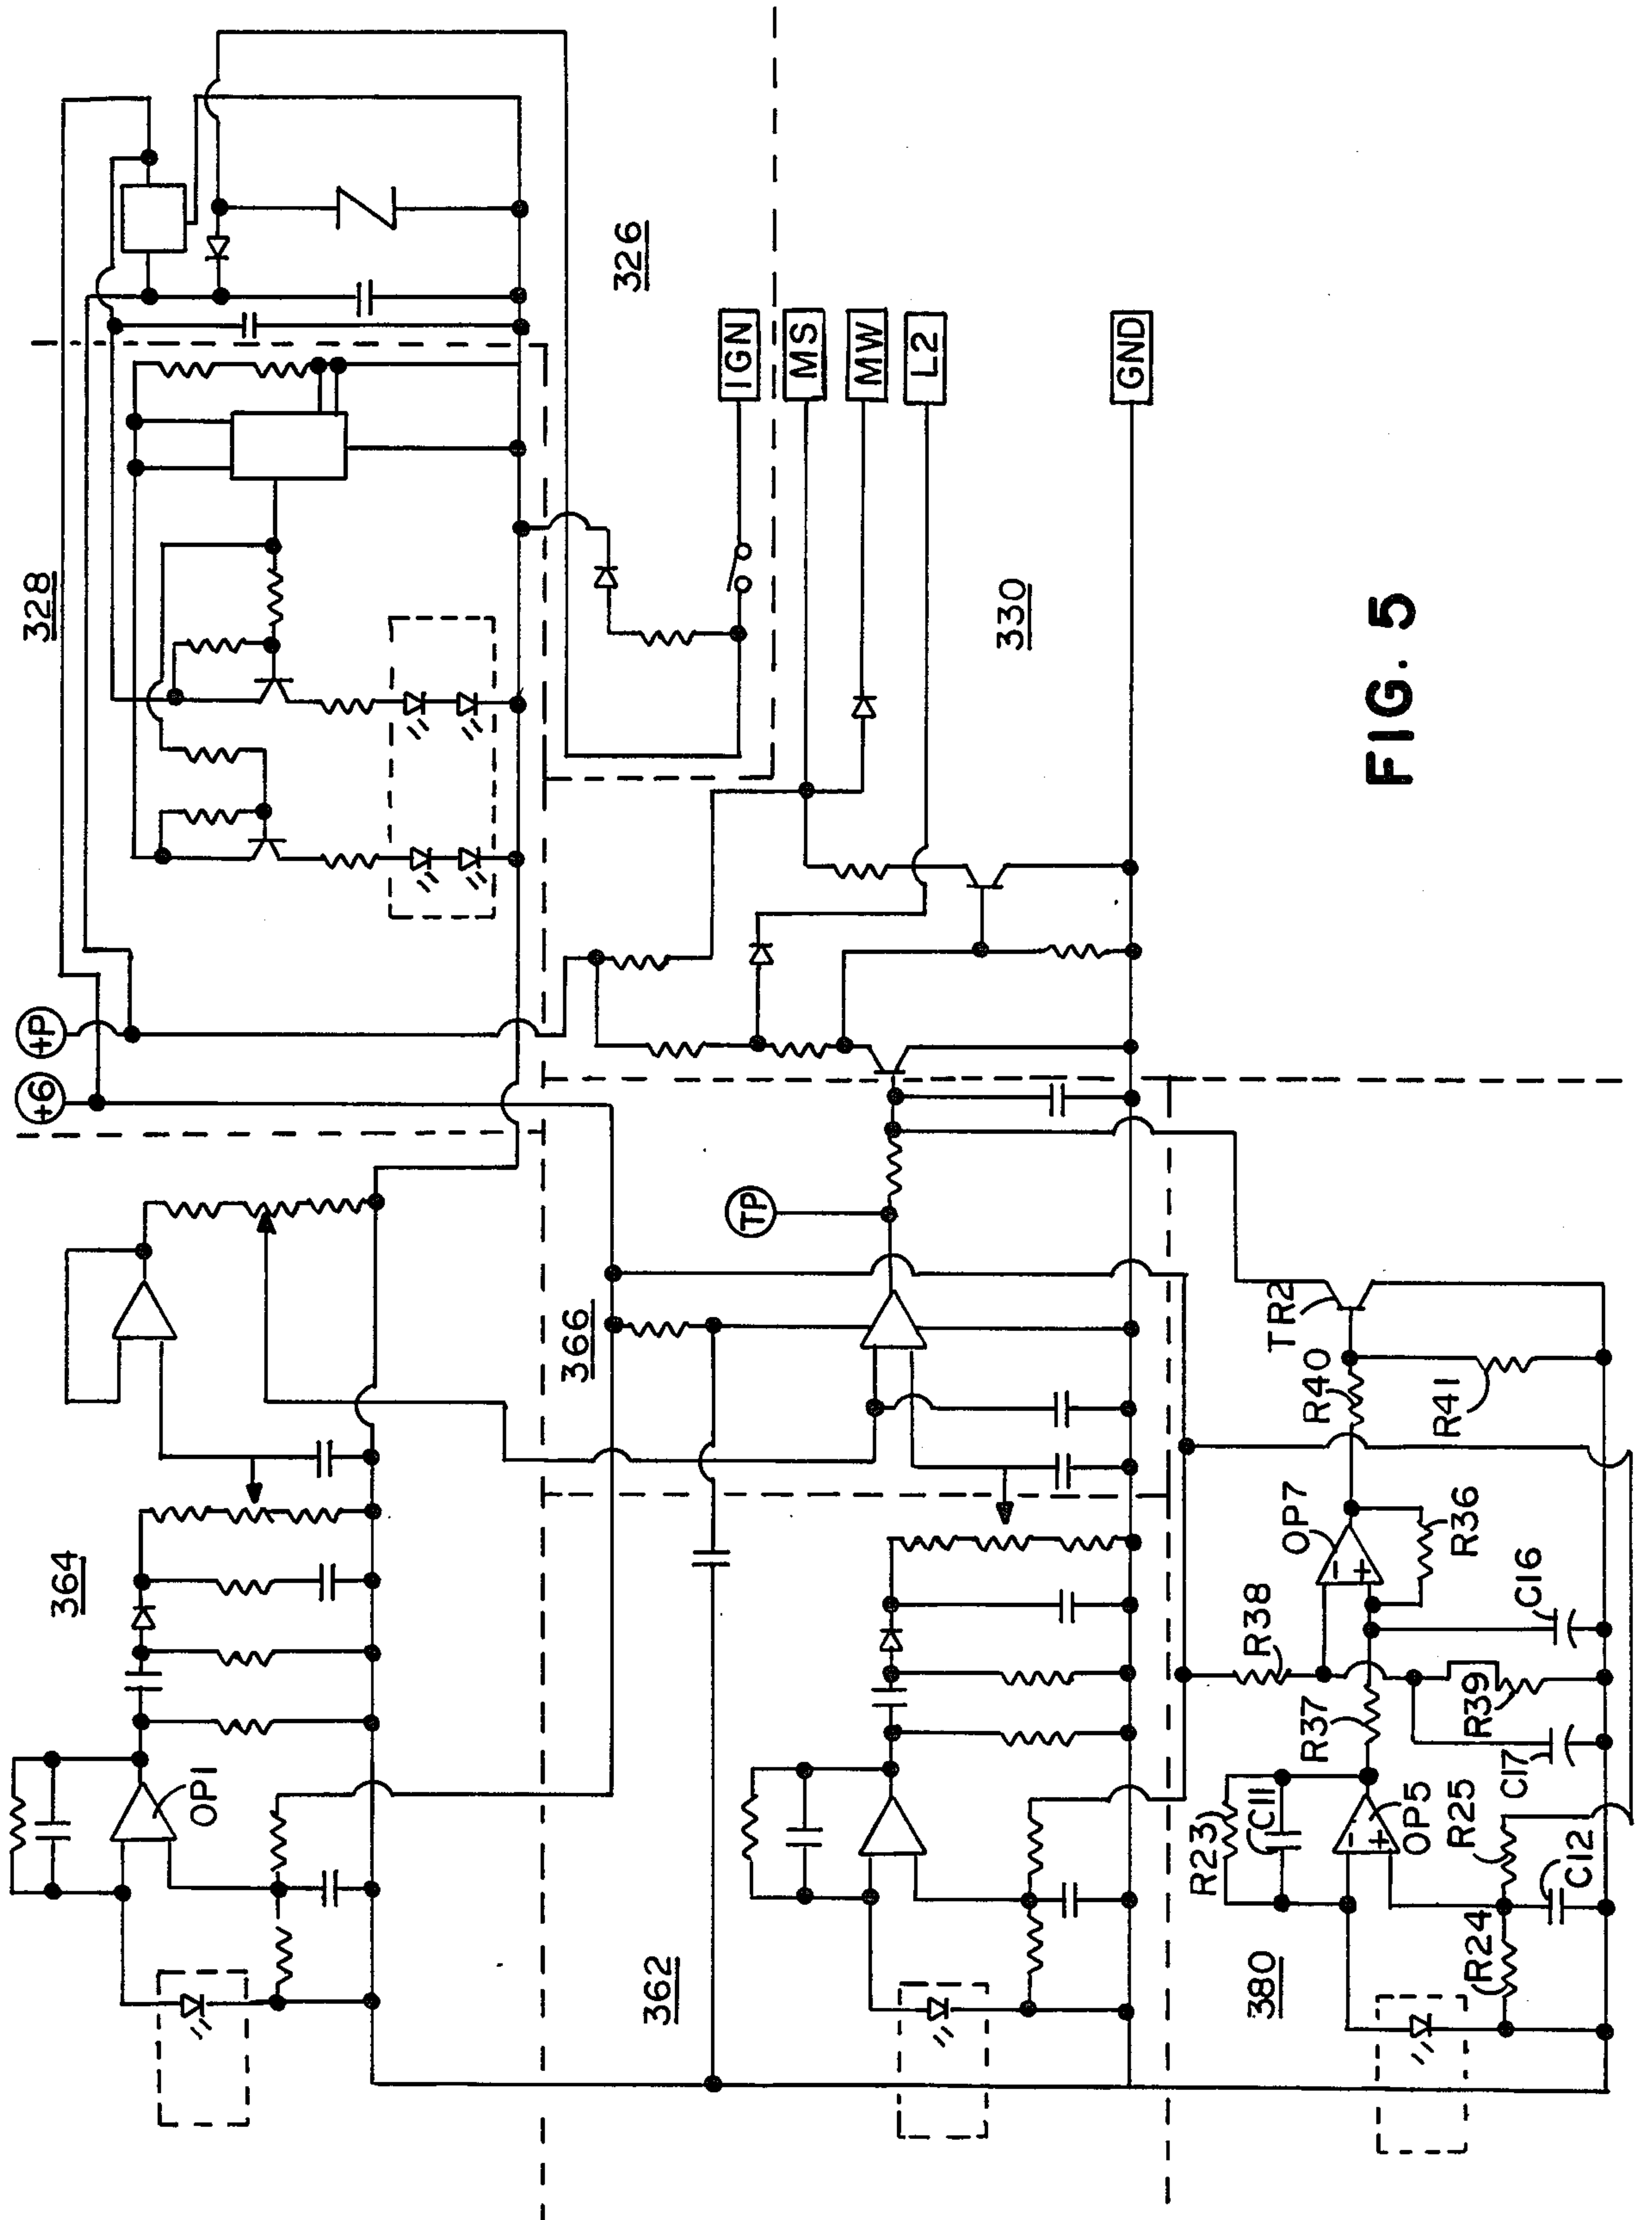 328
+P
+6
326
IGN
MS
MW
L2
GND
330
364
OP1
366
TP
362
380
TR2
R40
R41
OP7
R36
R38
C16
R37
R39
C17
R23
C11
OP5
R25
C12
R24
- +
- +
FIG. 5